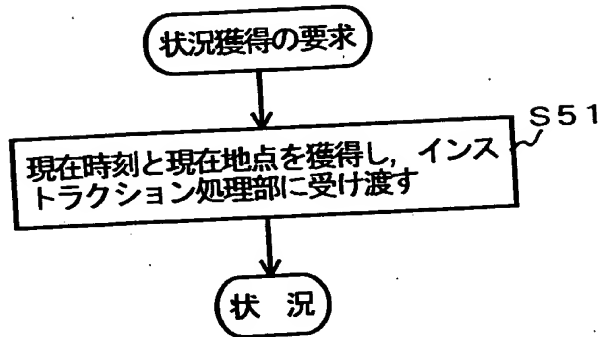 状況獲得の要求
S51
現在時刻と現在地点を獲得し,インス
トラクション処理部に受け渡す
状 況